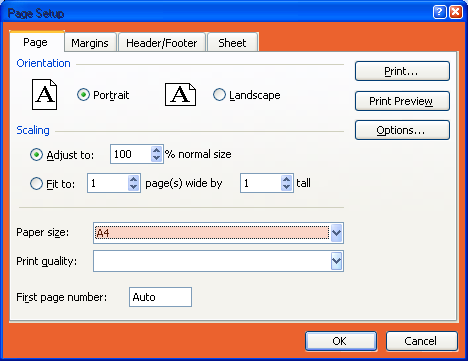 Page Setup
Page Margins Header/Footer Sheet
Orientation
A Portrait A Landscape
Print...
Print Preview
Options...
Scaling
Adjust to: 100 % normal size
Fit to: 1 page(s) wide by 1 tall
Paper size: A4
Print quality:
First page number: Auto
OK Cancel